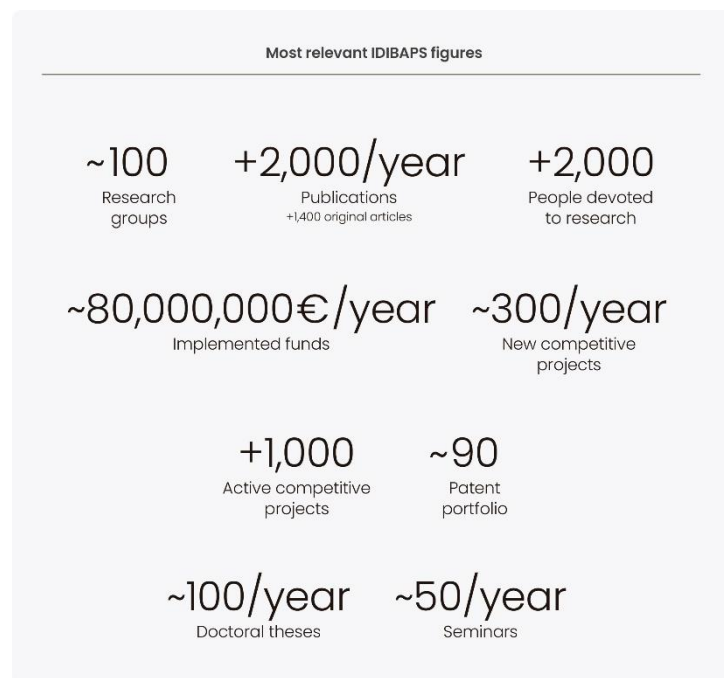 Most relevant IDIBAPS figures
~100
Research
groups
+2,000/year
Publications
+1,400 original articles
+2,000
People devoted
to research
~80,000,000€/year
Implemented funds
~300/year
New competitive
projects
+1,000
Active competitive
projects
~90
Patent
portfolio
~100/year
Doctoral theses
~50/year
Seminars